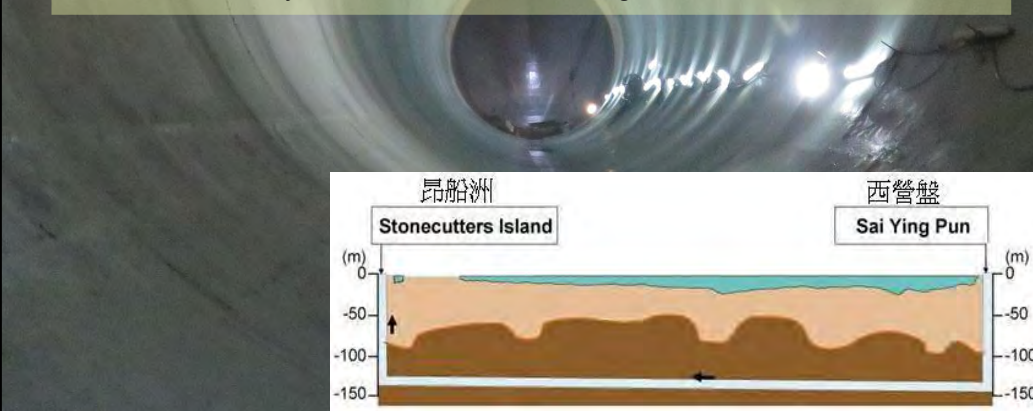 昂船洲 西營盤
Stonecutters Island Sai Ying Pun
(m) (m)
0 0
-50 -50
-100 -100
-150 -150